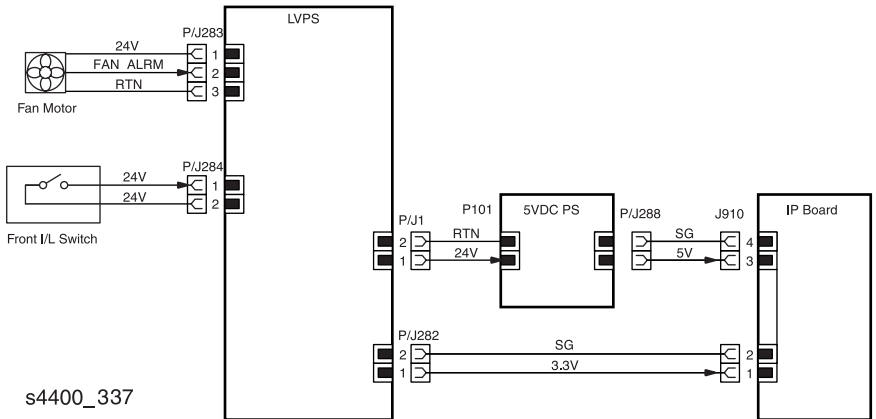 LVPS
P/J283
24V
1
FAN ALRM
2
RTN
3
Fan Motor
P/J284
24V
1
24V
2
Front I/L Switch
P/J1
P101
5VDC PS
P/J288
J910
IP Board
2
RTN
SG
4
1
24V
5V
3
P/J282
2
SG
2
1
3.3V
1
s4400_337